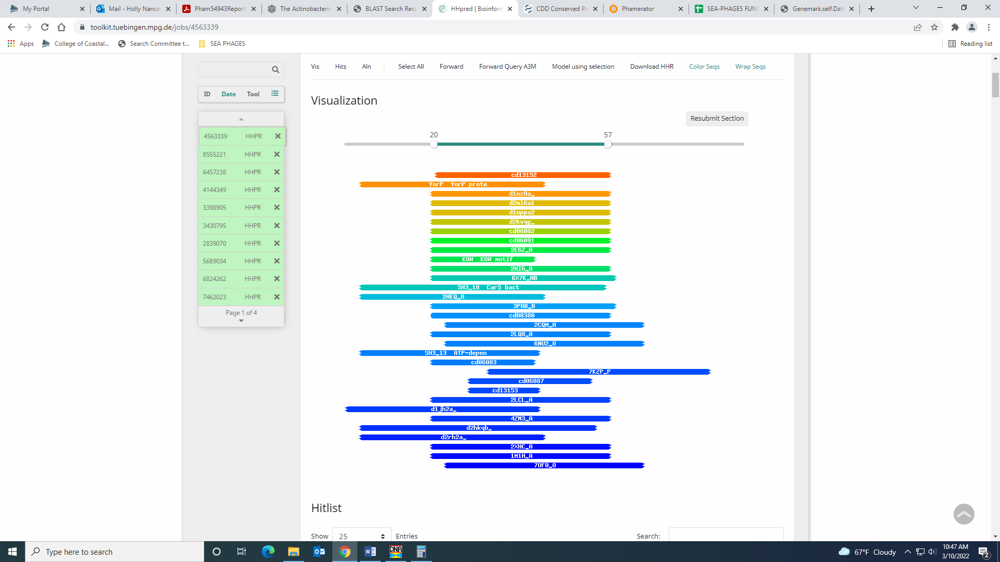 My Portal
Mail - Holly Nance
Pham54943Report.
The Actinobacterio
BLAST Search Resu
HHpred | Bioinform
CDD Conserved Pr
Phamerator
SEA-PHAGES FUNC
Genemark.self.Dati
toolkit.tuebingen.mpg.de/jobs/4563339
Apps
College of Coastal...
Search Committee t...
SEA PHAGES
Reading list
Vis Hits Aln Select All Forward Forward Query A3M Model using selection Download HHR Color Seqs Wrap Seqs
ID Date Tool
4563339 HHPR
8555221 HHPR
6457238 HHPR
4144349 HHPR
3398905 HHPR
3430795 HHPR
2839070 HHPR
5689034 HHPR
6824262 HHPR
7462023 HHPR
Page 1 of 4
Visualization
Resubmit Section
20 57
cd13152
YorP YorP prote
d1nz9a_
d2mi6a1
d1nppa2
d2kvqg_
cd06082
cd06091
2E6Z_A
KOW KOW motif
2MI6_A
6X7K_AB
SH3_18 CarS bact
2HEQ_A
3P8B_B
cd00380
2CQM_A
2LQ8_A
6NU2_O
SH3_13 ATP-depen
cd06083
7KZP_P
cd06087
cd13153
2LCL_A
d1jh2a_
4ZN3_A
d2hkqb_
d2rh2a_
2XHC_A
1M1H_A
7OF0_O
Hitlist
Show 25 Entries
Search:
Type here to search
DNA
67°F Cloudy
10:47 AM
3/10/2022
2